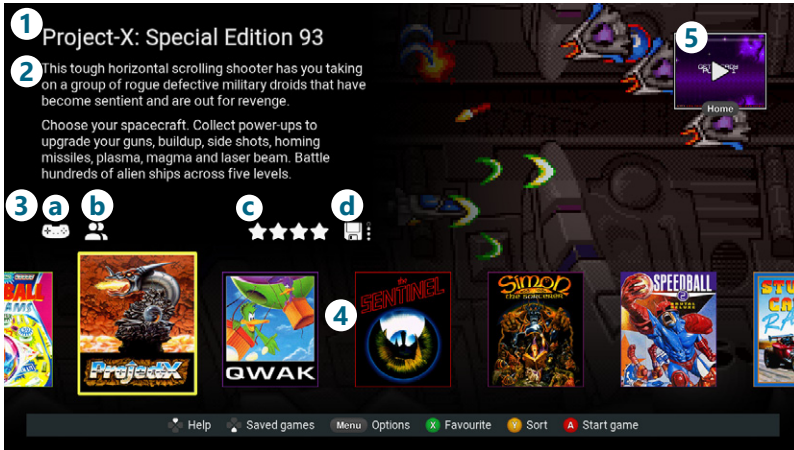 1
Project-X: Special Edition 93
2
This tough horizontal scrolling shooter has you taking
on a group of rogue defective military droids that have
become sentient and are out for revenge.
Choose your spacecraft. Collect power-ups to
upgrade your guns, buildup, side shots, homing
missiles, plasma, magma and laser beam. Battle
hundreds of alien ships across five levels.
5
Home
3
a
b
c
d
ProjectX
QWAK
4
the
SENTINEL
Simon
the Sorcerer
SPEEDBALL
2
BRUTAL
DELUXE
Help
Saved games
Menu
Options
X
Favourite
Y
Sort
A
Start game